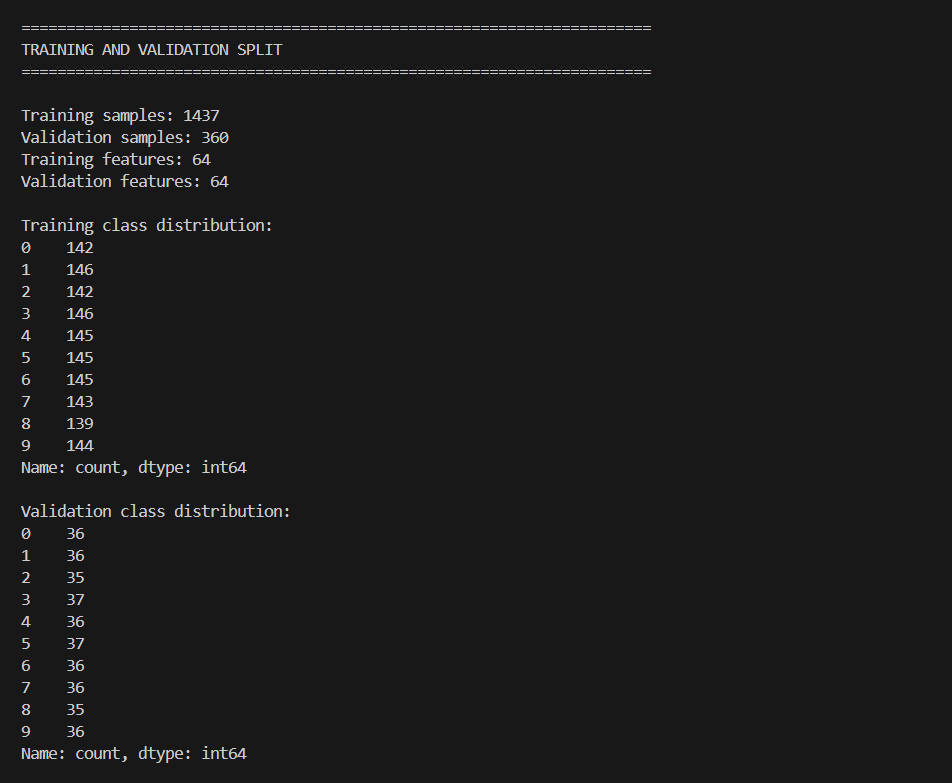 ======================================================================
TRAINING AND VALIDATION SPLIT
======================================================================
Training samples: 1437
Validation samples: 360
Training features: 64
Validation features: 64
Training class distribution:
0    142
1    146
2    142
3    146
4    145
5    145
6    145
7    143
8    139
9    144
Name: count, dtype: int64
Validation class distribution:
0    36
1    36
2    35
3    37
4    36
5    37
6    36
7    36
8    35
9    36
Name: count, dtype: int64